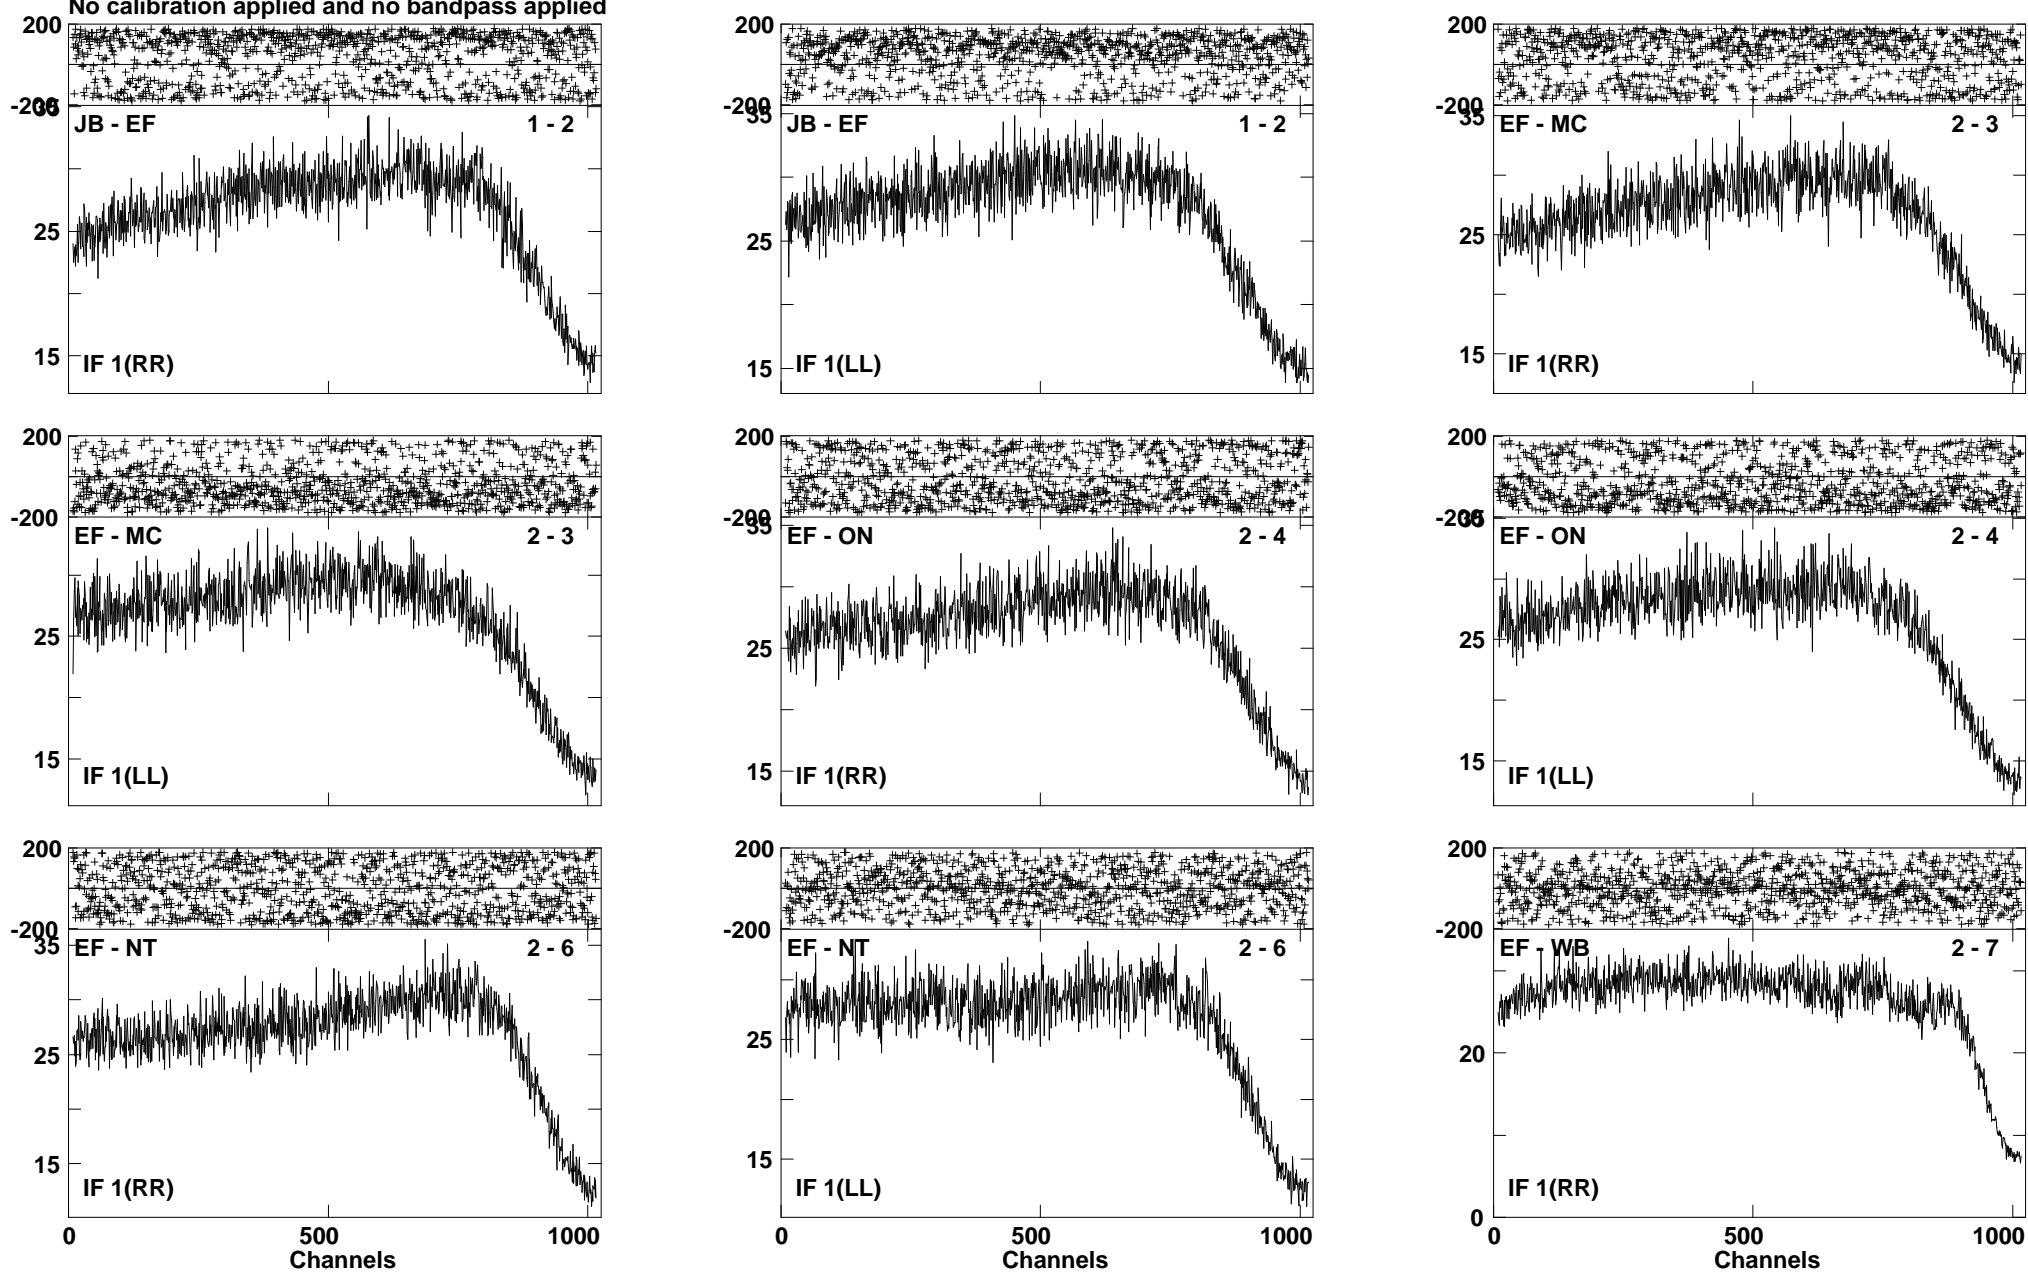 No calibration applied and no bandpass applied
200 200 200
-200 -200 -200
35 35 35
JB - EF 1 - 2 JB - EF 1 - 2 EF - MC 2 - 3
25 25 25
15 15 15
IF 1(RR) IF 1(LL) IF 1(RR)
200 200 200
-200 -200 -200
35 35
EF - MC 2 - 3 EF - ON 2 - 4 EF - ON 2 - 4
25 25 25
15 15 15
IF 1(LL) IF 1(RR) IF 1(LL)
200 200 200
-200 -200 -200
35
EF - NT 2 - 6 EF - NT 2 - 6 EF - WB 2 - 7
25 25 20
15 15
IF 1(RR) IF 1(LL) IF 1(RR)
0
0 500 1000 0 500 1000 0 500 1000
Channels Channels Channels